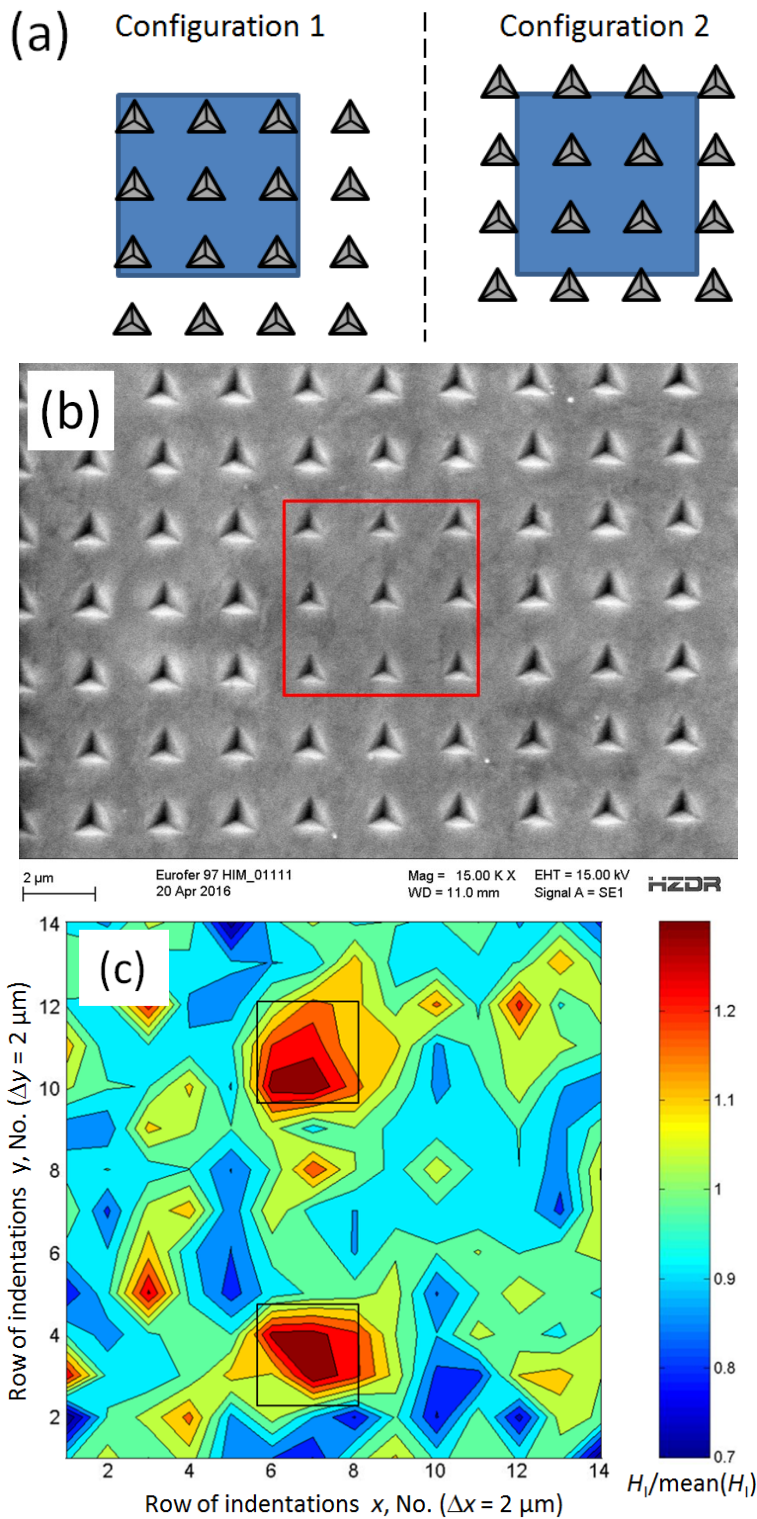 (a)
Configuration 1
Configuration 2
(b)
2 µm
Eurofer 97 HIM_01111
20 Apr 2016
Mag = 15.00 K X
WD = 11.0 mm
EHT = 15.00 kV
Signal A = SE1
HZDR
(c)
14
12
10
8
6
4
2
Row of indentations y, No. (Δy = 2 µm)
2 4 6 8 10 12 14
Row of indentations x, No. (Δx = 2 µm)
1.2
1.1
1
0.9
0.8
0.7
H_I/mean(H_I)